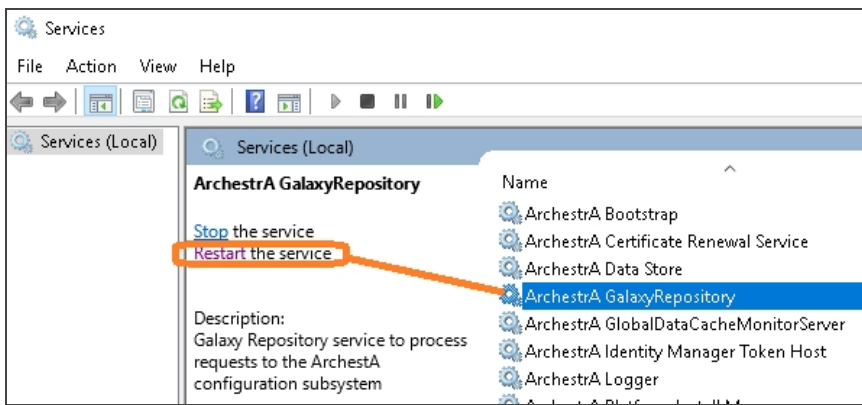 Services
File Action View Help
Services (Local)
Services (Local)
ArchestrA GalaxyRepository
Stop the service
Restart the service
Description:
Galaxy Repository service to process
requests to the ArchestA
configuration subsystem
Name
ArchestrA Bootstrap
ArchestrA Certificate Renewal Service
ArchestrA Data Store
ArchestrA GalaxyRepository
ArchestrA GlobalDataCacheMonitorServer
ArchestrA Identity Manager Token Host
ArchestrA Logger